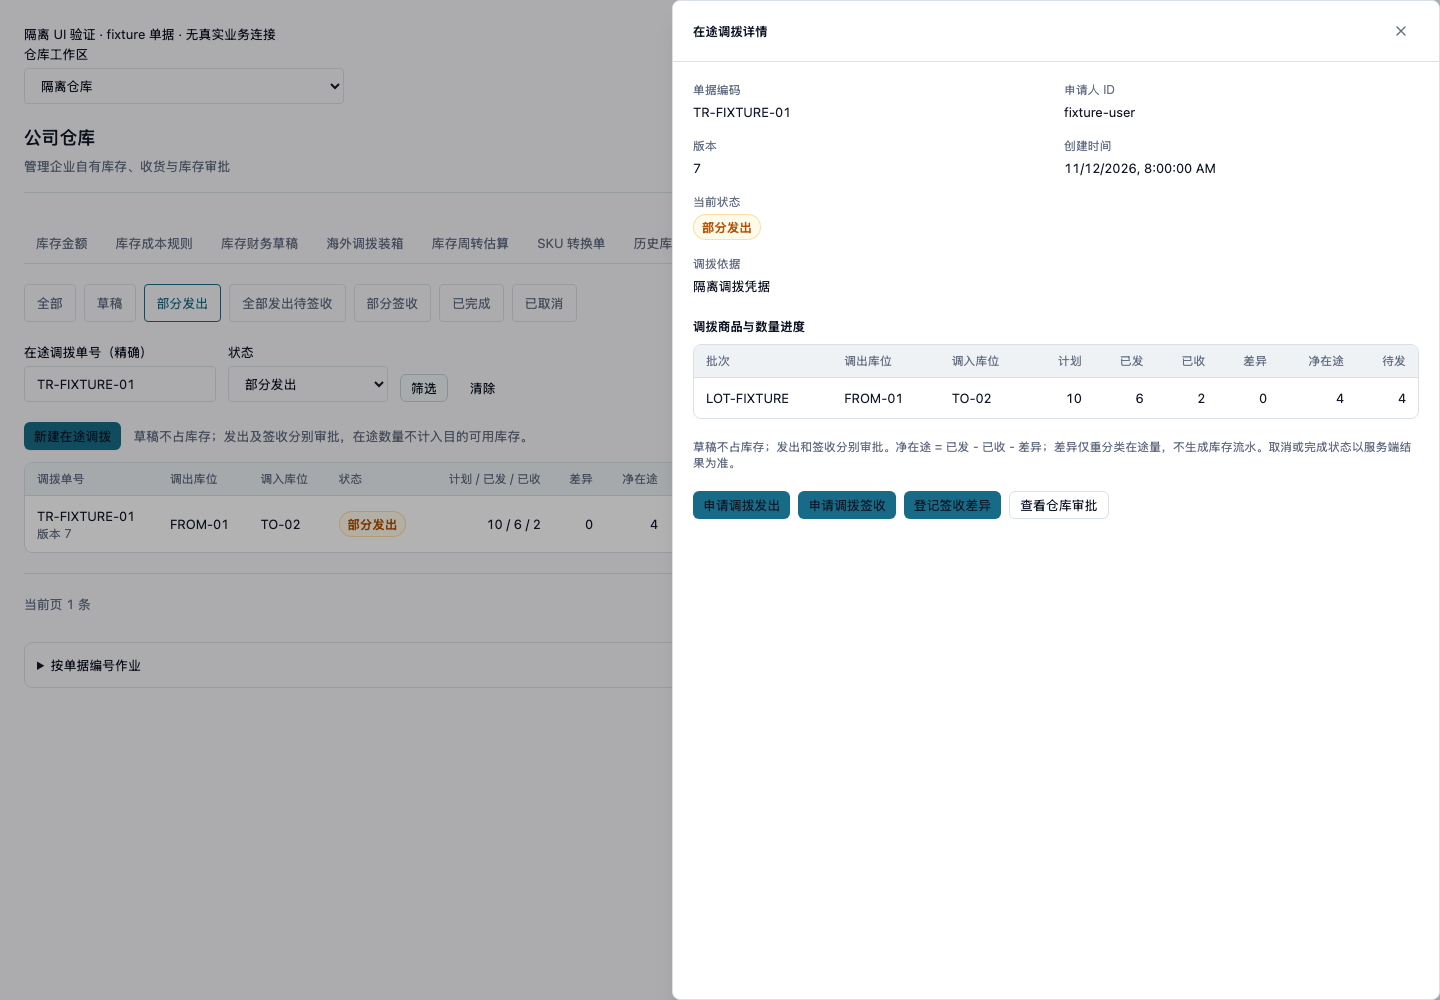 隔离 UI 验证 · fixture 单据 · 无真实业务连接
仓库工作区
隔离仓库
公司仓库
管理企业自有库存、收货与库存审批
库存金额 库存成本规则 库存财务草稿 海外调拨装箱 库存周转估算 SKU 转换单 历史库
全部 草稿 部分发出 全部发出待签收 部分签收 已完成 已取消
在途调拨单号（精确） 状态
TR-FIXTURE-01 部分发出 筛选 清除
新建在途调拨 草稿不占库存；发出及签收分别审批，在途数量不计入目的可用库存。
调拨单号 调出库位 调入库位 状态 计划 / 已发 / 已收 差异 净在途
TR-FIXTURE-01 FROM-01 TO-02 部分发出 10 / 6 / 2 0 4
版本 7
当前页 1 条
按单据编号作业
在途调拨详情
单据编码 申请人 ID
TR-FIXTURE-01 fixture-user
版本 创建时间
7 11/12/2026, 8:00:00 AM
当前状态
部分发出
调拨依据
隔离调拨凭据
调拨商品与数量进度
批次 调出库位 调入库位 计划 已发 已收 差异 净在途 待发
LOT-FIXTURE FROM-01 TO-02 10 6 2 0 4 4
草稿不占库存；发出和签收分别审批。净在途 = 已发 - 已收 - 差异；差异仅重分类在途量，不生成库存流水。取消或完成状态以服务端结
果为准。
申请调拨发出 申请调拨签收 登记签收差异 查看仓库审批